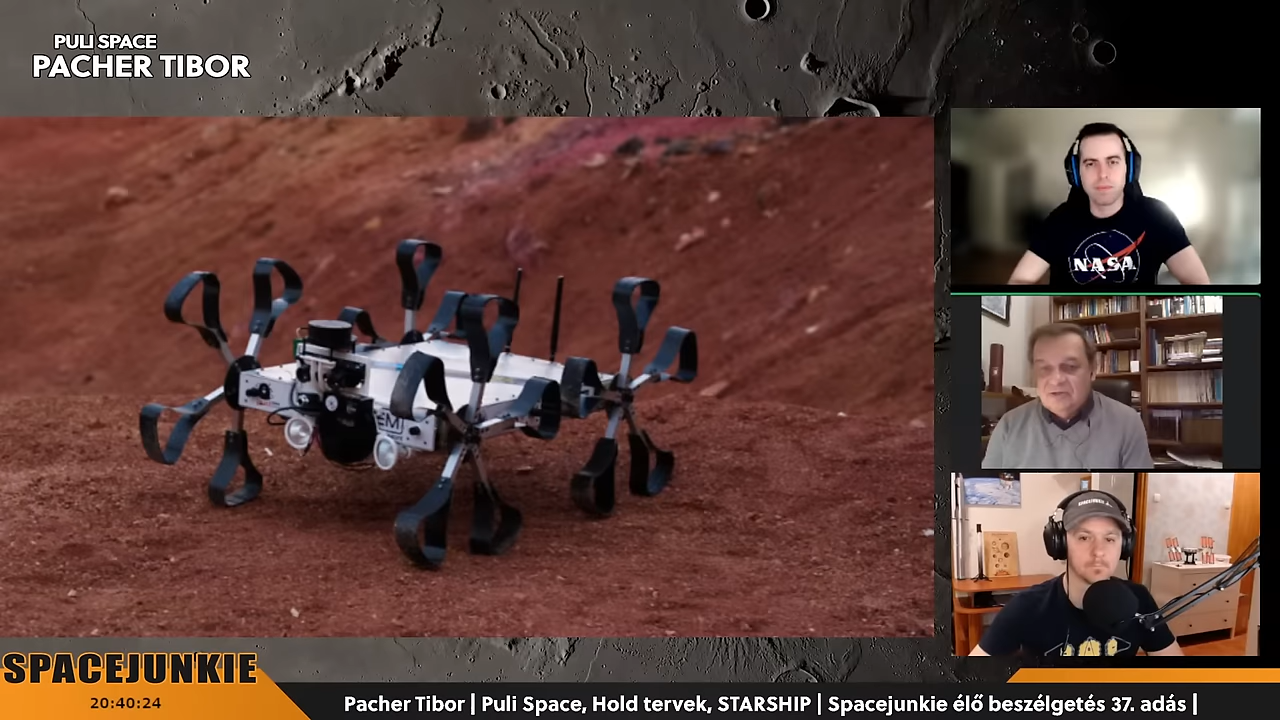 PULI SPACE
PACHER TIBOR
NASA
SPACEJUNKIE
20:40:24
Pacher Tibor | Puli Space, Hold tervek, STARSHIP | Spacejunkie élő beszélgetés 37. adás |